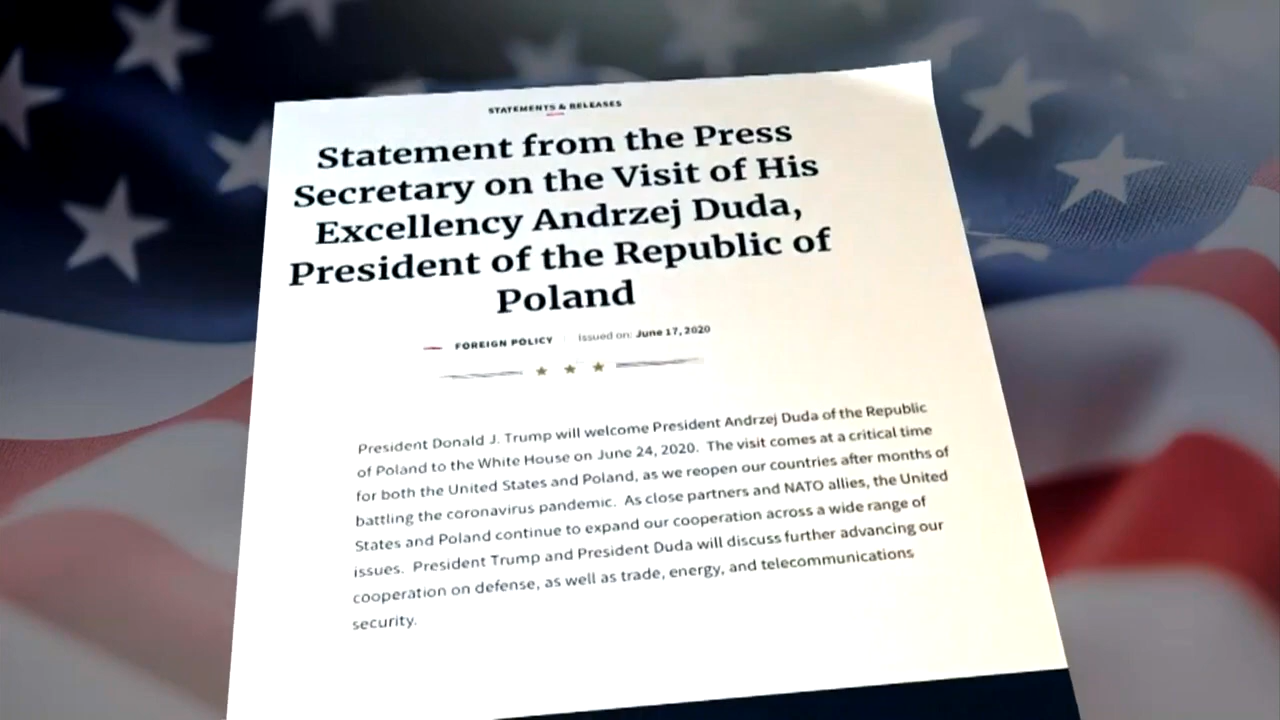 STATEMENTS & RELEASES
Statement from the Press
Secretary on the Visit of His
Excellency Andrzej Duda,
President of the Republic of
Poland
FOREIGN POLICY Issued on: June 17, 2020
President Donald J. Trump will welcome President Andrzej Duda of the Republic
of Poland to the White House on June 24, 2020. The visit comes at a critical time
for both the United States and Poland, as we reopen our countries after months of
battling the coronavirus pandemic. As close partners and NATO allies, the United
States and Poland continue to expand our cooperation across a wide range of
issues. President Trump and President Duda will discuss further advancing our
cooperation on defense, as well as trade, energy, and telecommunications
security.